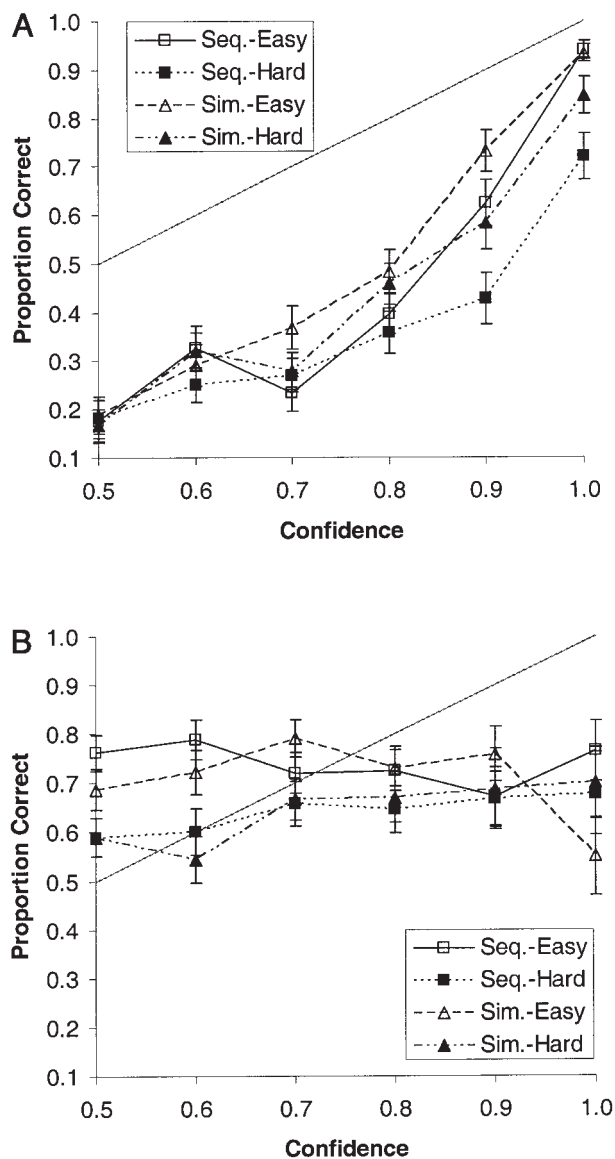 A
Seq.-Easy
Seq.-Hard
Sim.-Easy
Sim.-Hard
1.0
0.9
0.8
0.7
0.6
0.5
0.4
0.3
0.2
0.1
Proportion Correct
0.5 0.6 0.7 0.8 0.9 1.0
Confidence
B
1.0
0.9
0.8
0.7
0.6
0.5
0.4
0.3
0.2
0.1
Proportion Correct
Seq.-Easy
Seq.-Hard
Sim.-Easy
Sim.-Hard
0.5 0.6 0.7 0.8 0.9 1.0
Confidence